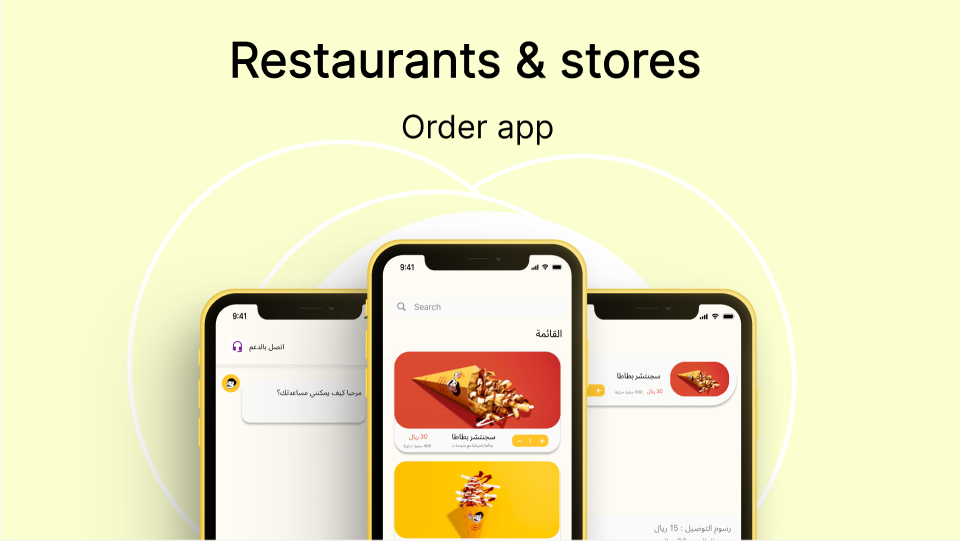 Restaurants & stores
Order app
9:41
اتصل بالدعم
مرحبا كيف يمكنني مساعدتك؟
9:41
Search
القائمة
سجنتشر بطاطا
30 ريال
- 1 +
سجنتشر بطاطا
30 ريال
+
رسوم التوصيل : 15 ريال